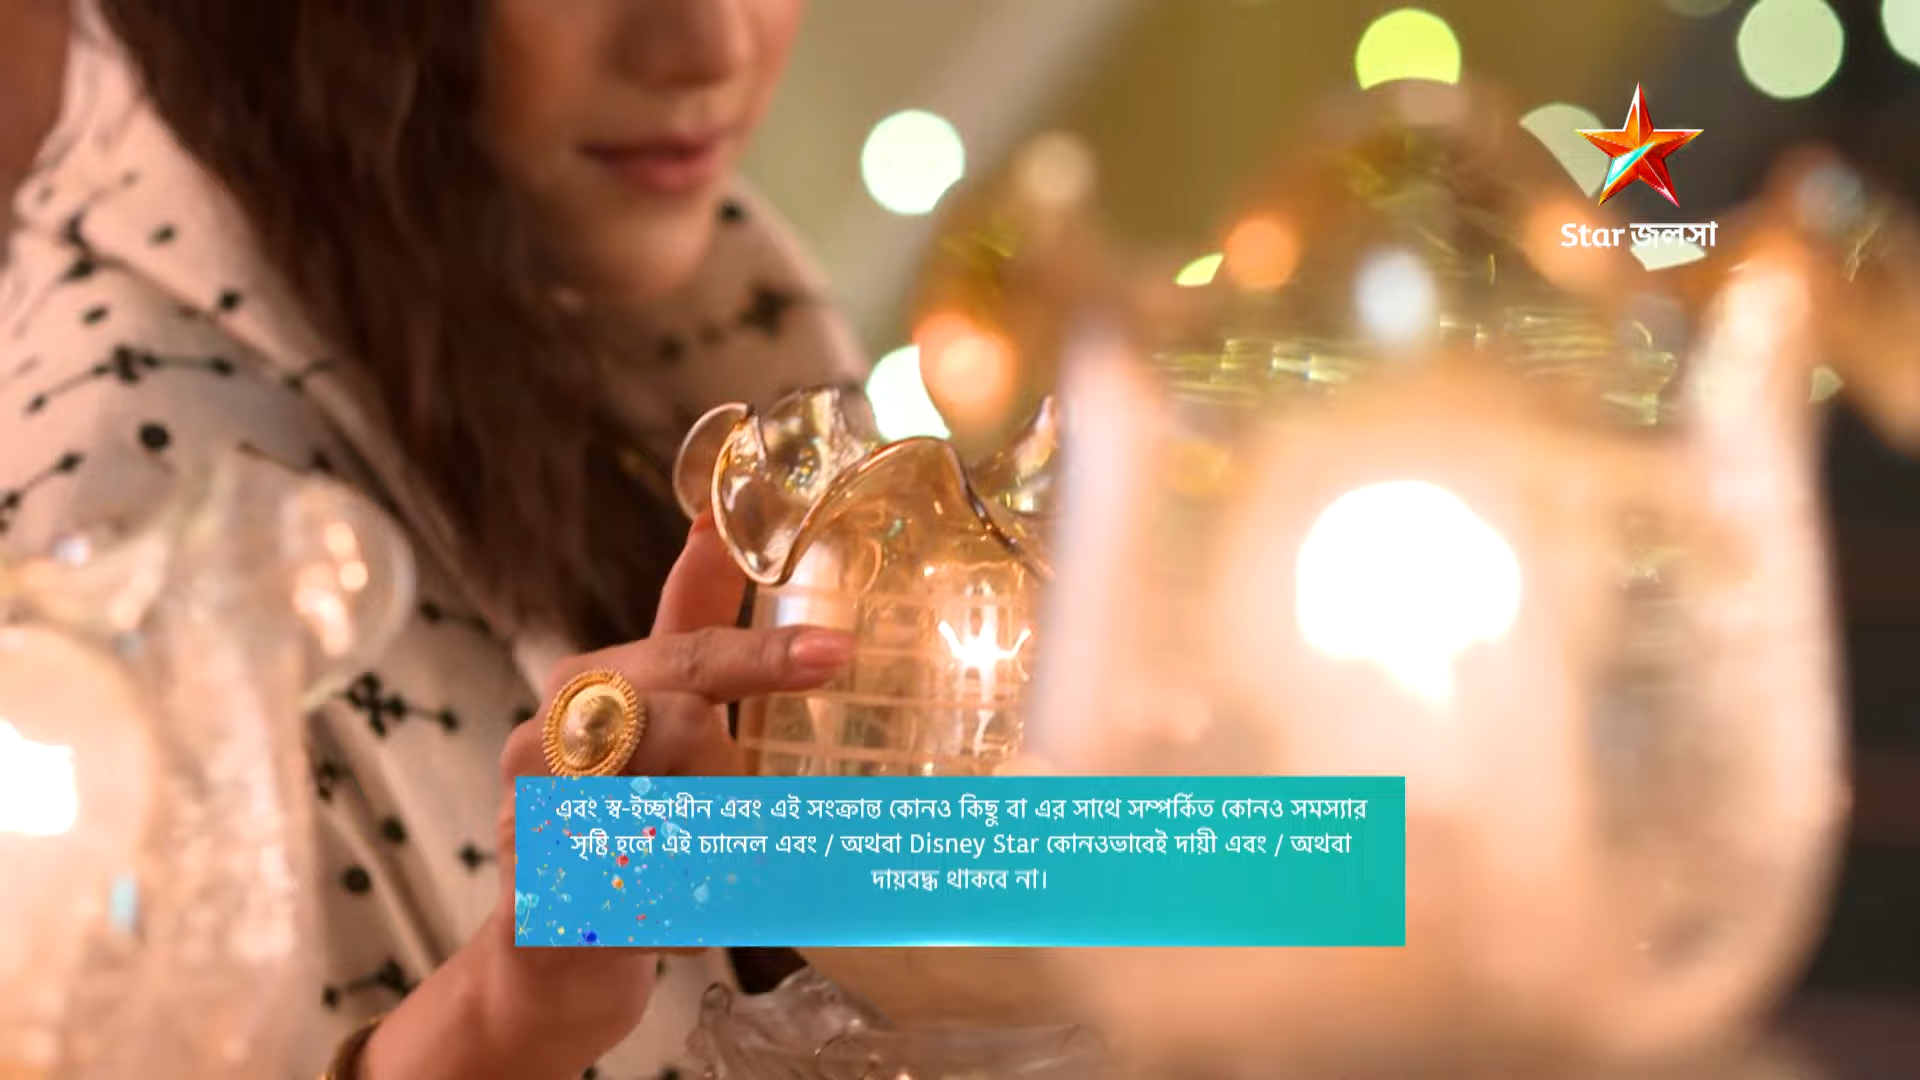 Star জলসা
এবং স্ব-ইচ্ছাধীন এবং এই সংক্রান্ত কোনও কিছু বা এর সাথে সম্পর্কিত কোনও সমস্যার
সৃষ্টি হলে এই চ্যানেল এবং / অথবা Disney Star কোনওভাবেই দায়ী এবং / অথবা
দায়বদ্ধ থাকবে না।